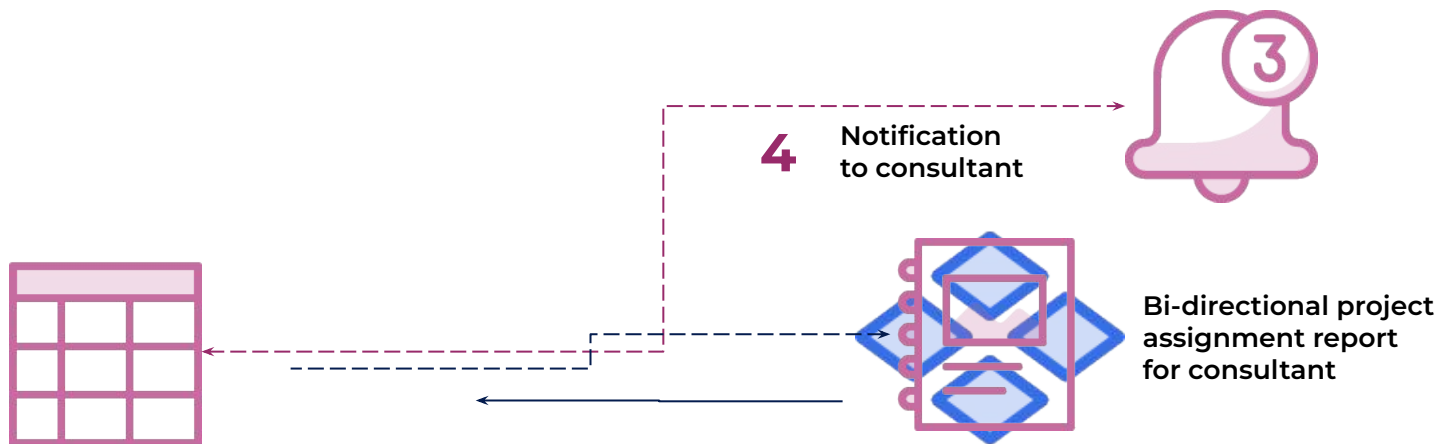 3
4
Notification
to consultant
Bi-directional project
assignment report
for consultant